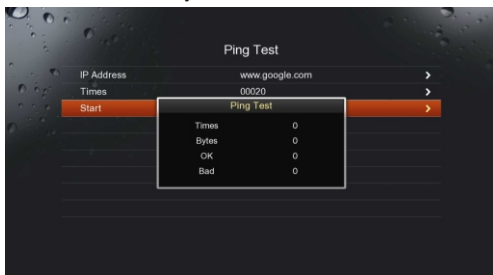 Ping Test
IP Address www.google.com
Times 00020
Start
Ping Test
Times 0
Bytes 0
OK 0
Bad 0